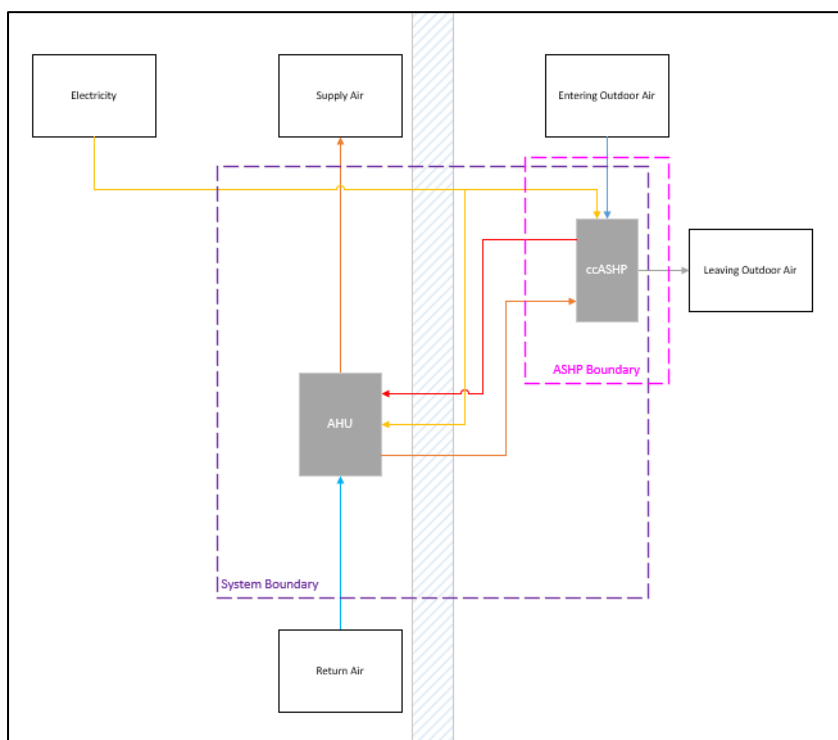 Electricity
Supply Air
Entering Outdoor Air
ccASHP
Leaving Outdoor Air
ASHP Boundary
AHU
System Boundary
Return Air